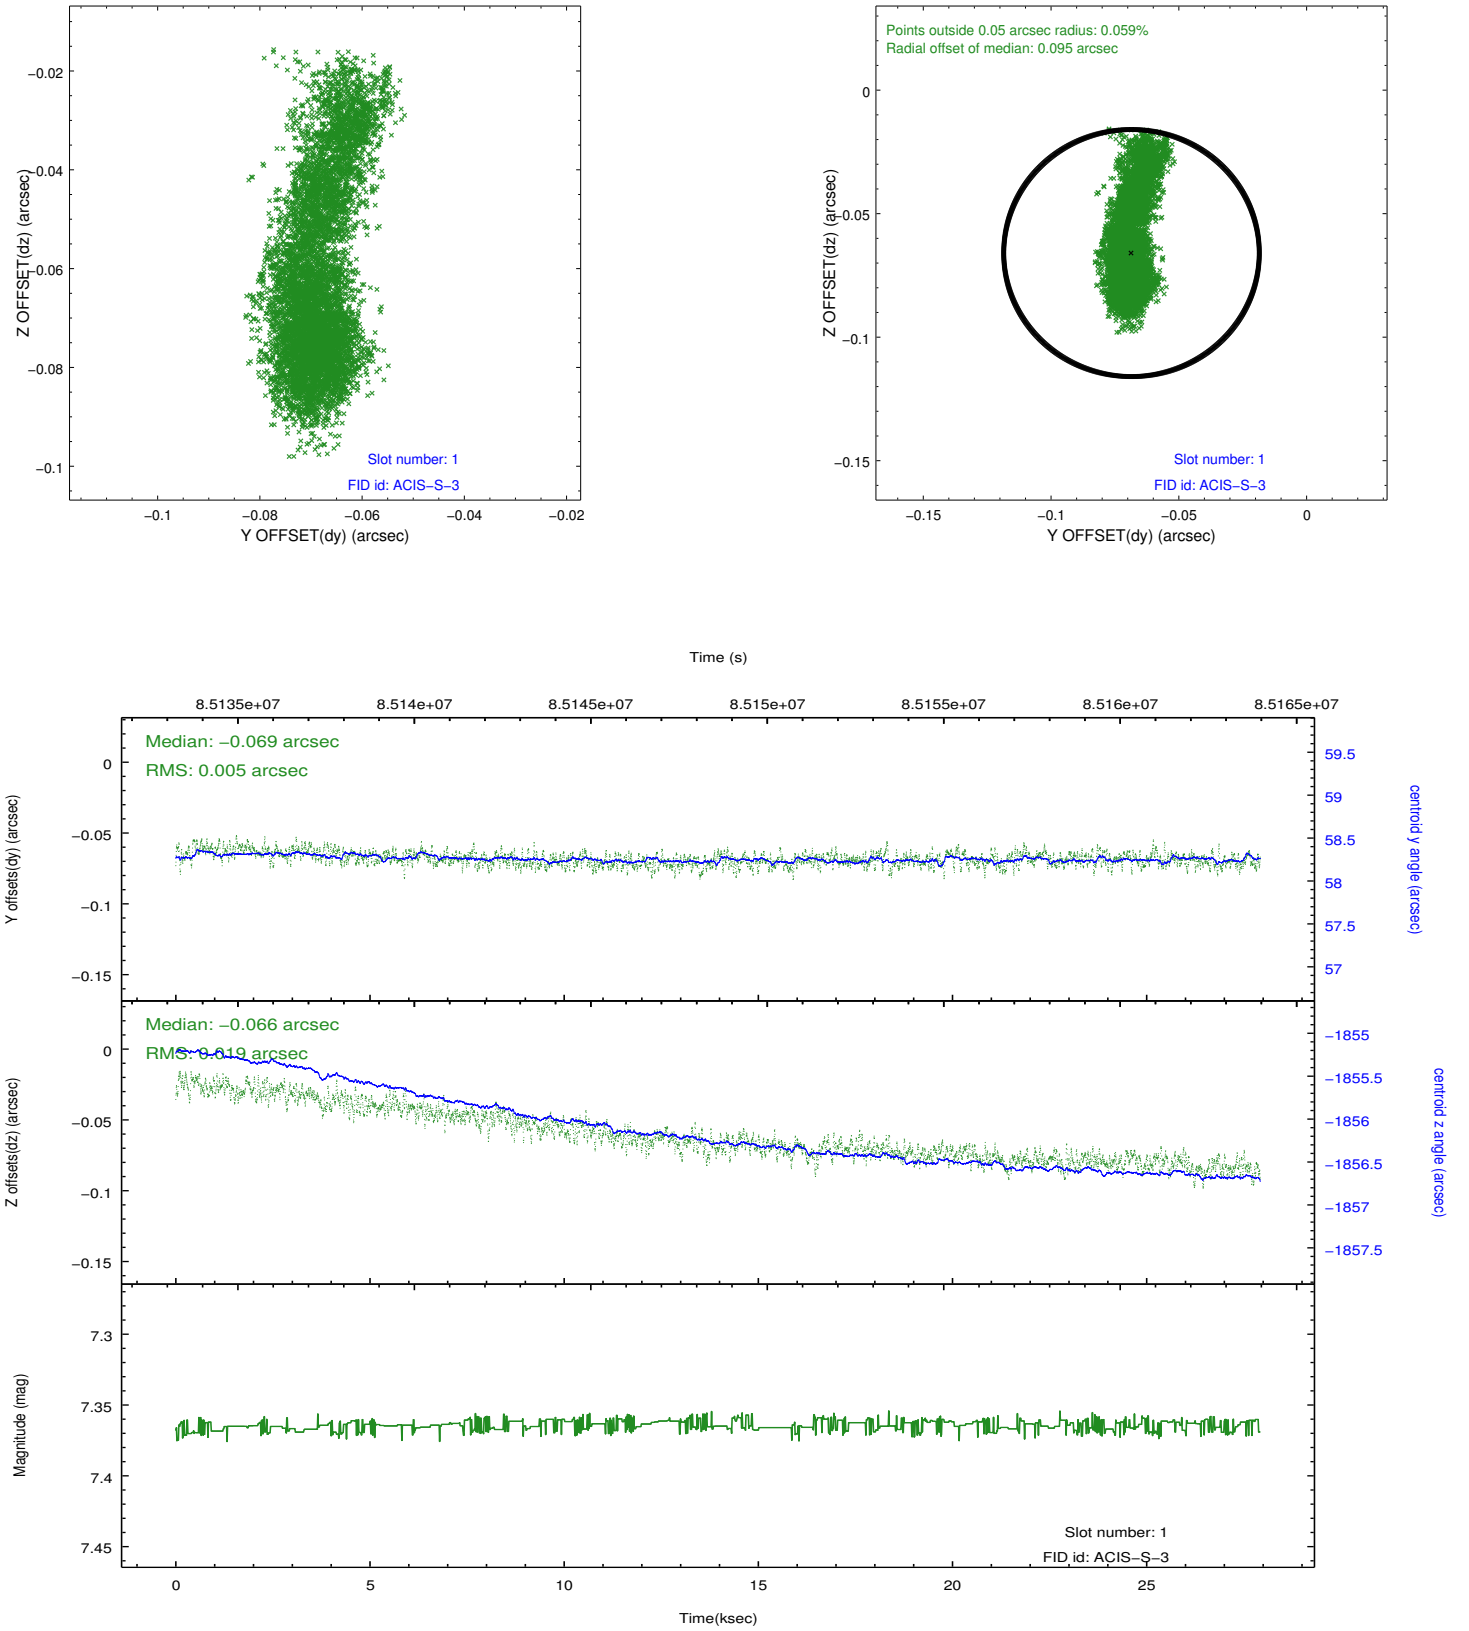 −0.02
−0.04
−0.06
−0.08
−0.1
Z OFFSET(dz) (arcsec)
Slot number: 1
FID id: ACIS−S−3
−0.1
−0.08
−0.06
−0.04
−0.02
Y OFFSET(dy) (arcsec)
Points outside 0.05 arcsec radius: 0.059%
Radial offset of median: 0.095 arcsec
0
−0.05
−0.1
−0.15
Z OFFSET(dz) (arcsec)
Slot number: 1
FID id: ACIS−S−3
−0.15
−0.1
−0.05
0
Y OFFSET(dy) (arcsec)
Time (s)
8.5135e+07
8.514e+07
8.5145e+07
8.515e+07
8.5155e+07
8.516e+07
8.5165e+07
Median: −0.069 arcsec
RMS: 0.005 arcsec
0
−0.05
−0.1
−0.15
Y offsets(dy) (arcsec)
59.5
59
58.5
58
57.5
57
centroid y angle (arcsec)
Median: −0.066 arcsec
RMS: 0.019 arcsec
0
−0.05
−0.1
−0.15
Z offsets(dz) (arcsec)
−1855
−1855.5
−1856
−1856.5
−1857
−1857.5
centroid z angle (arcsec)
7.3
7.35
7.4
7.45
Magnitude (mag)
Slot number: 1
FID id: ACIS−S−3
0
5
10
15
20
25
Time(ksec)